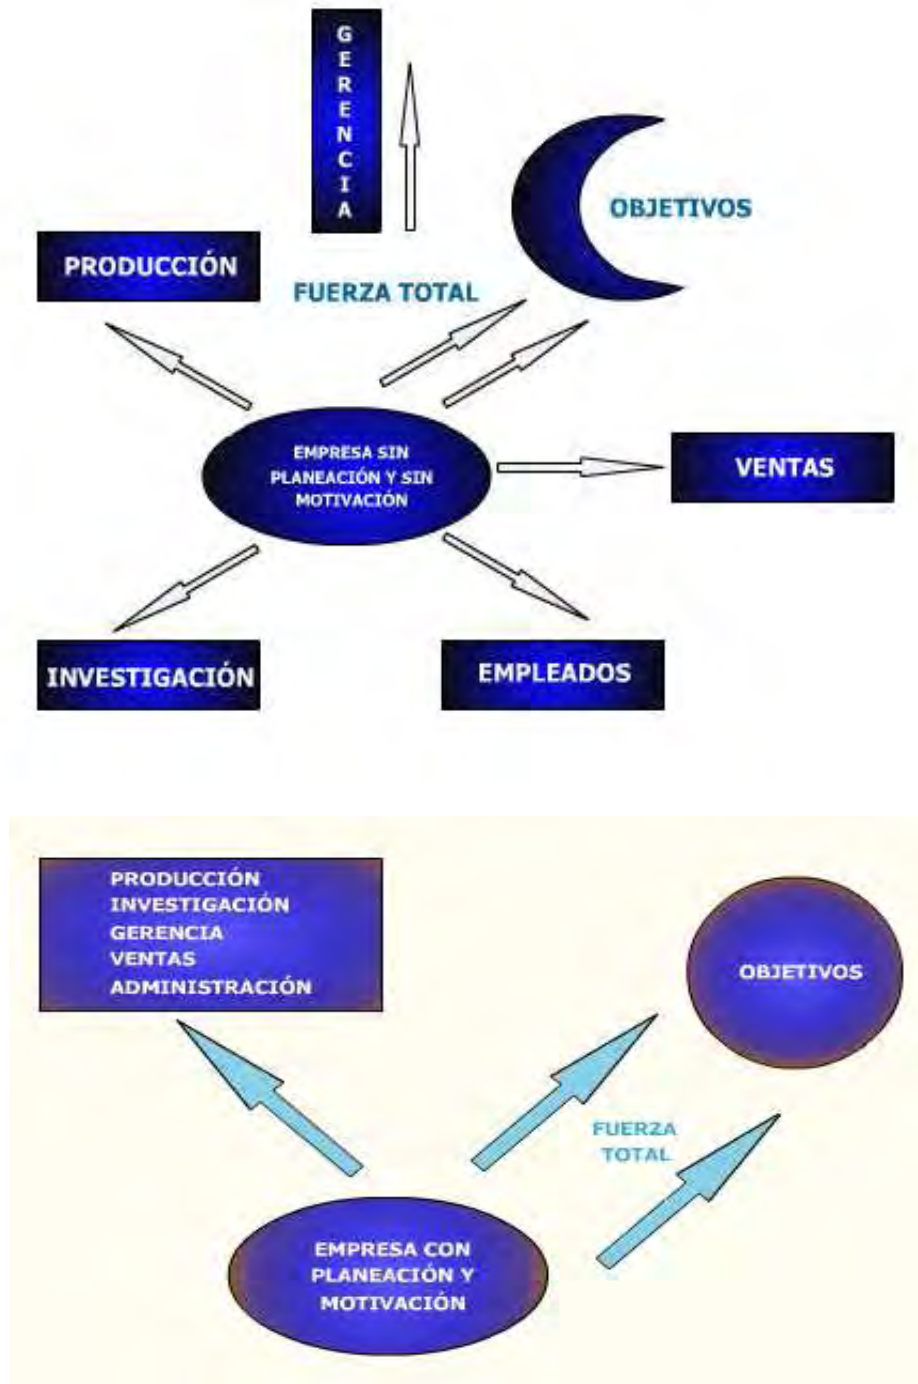 GERENCIA
OBJETIVOS
PRODUCCIÓN
FUERZA TOTAL
EMPRESA SIN
PLANEACIÓN Y SIN
MOTIVACIÓN
VENTAS
INVESTIGACIÓN
EMPLEADOS
PRODUCCIÓN
INVESTIGACIÓN
GERENCIA
VENTAS
ADMINISTRACIÓN
OBJETIVOS
FUERZA
TOTAL
EMPRESA CON
PLANEACIÓN Y
MOTIVACIÓN